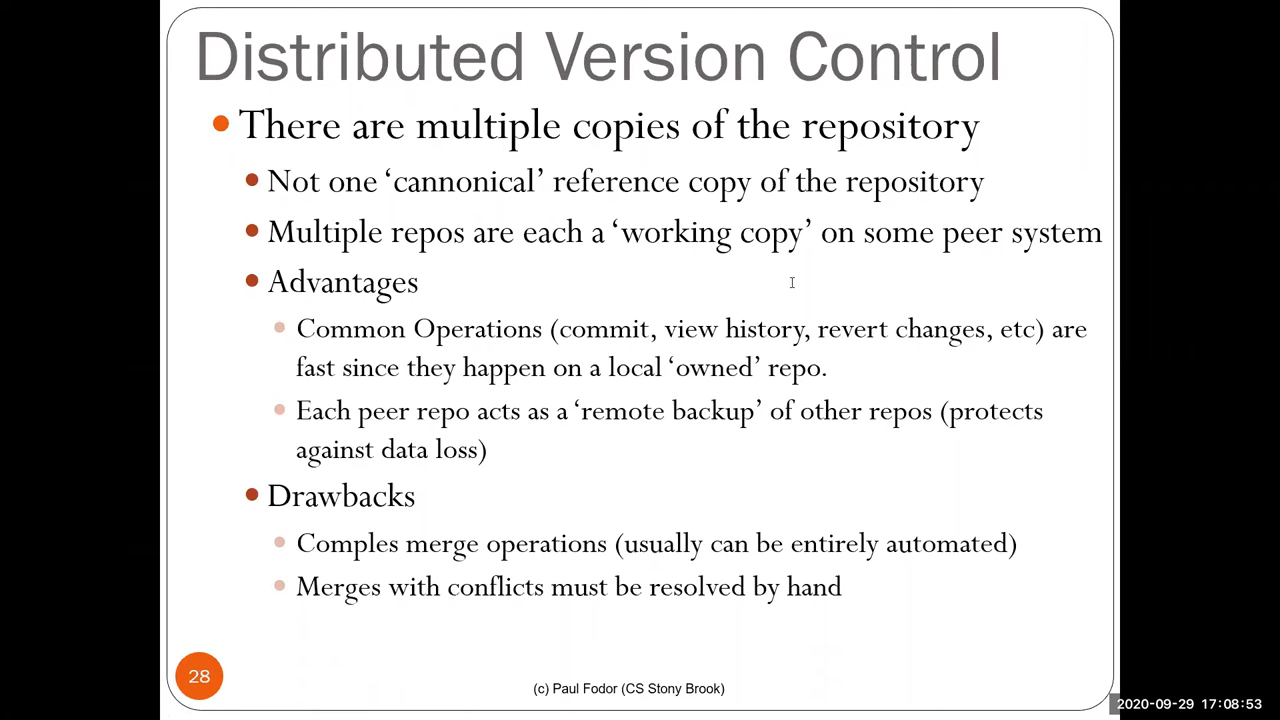 Distributed Version Control
There are multiple copies of the repository
Not one ‘cannonical’ reference copy of the repository
Multiple repos are each a ‘working copy’ on some peer system
Advantages
Common Operations (commit, view history, revert changes, etc) are
fast since they happen on a local ‘owned’ repo.
Each peer repo acts as a ‘remote backup’ of other repos (protects
against data loss)
Drawbacks
Comples merge operations (usually can be entirely automated)
Merges with conflicts must be resolved by hand
28
(c) Paul Fodor (CS Stony Brook)
2020-09-29 17:08:53